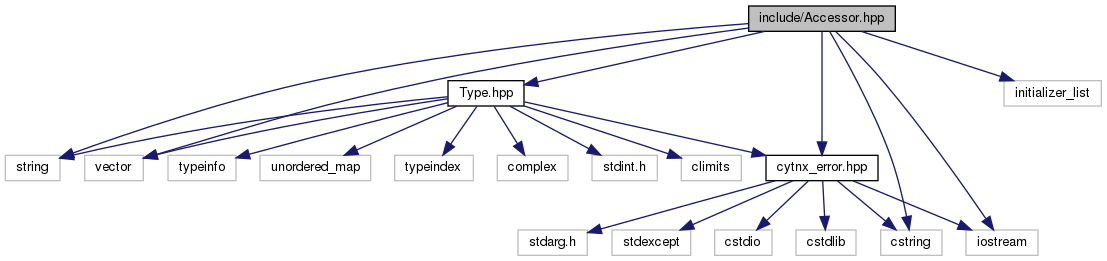 include/Accessor.hpp
Type.hpp
initializer_list
string
vector
typeinfo
unordered_map
typeindex
complex
stdint.h
climits
cytnx_error.hpp
stdarg.h
stdexcept
cstdio
cstdlib
cstring
iostream